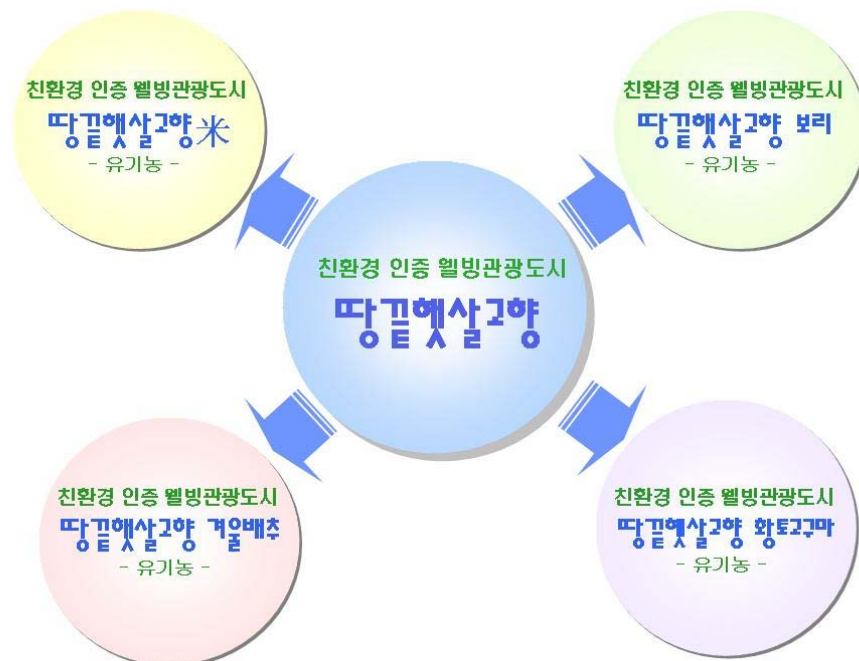 친환경 인증 웰빙관광도시
땅끝햇살고향米
- 유기농 -
친환경 인증 웰빙관광도시
땅끝햇살고향 보리
- 유기농 -
친환경 인증 웰빙관광도시
땅끝햇살고향
친환경 인증 웰빙관광도시
땅끝햇살고향 겨울배추
- 유기농 -
친환경 인증 웰빙관광도시
땅끝햇살고향 황토고구마
- 유기농 -